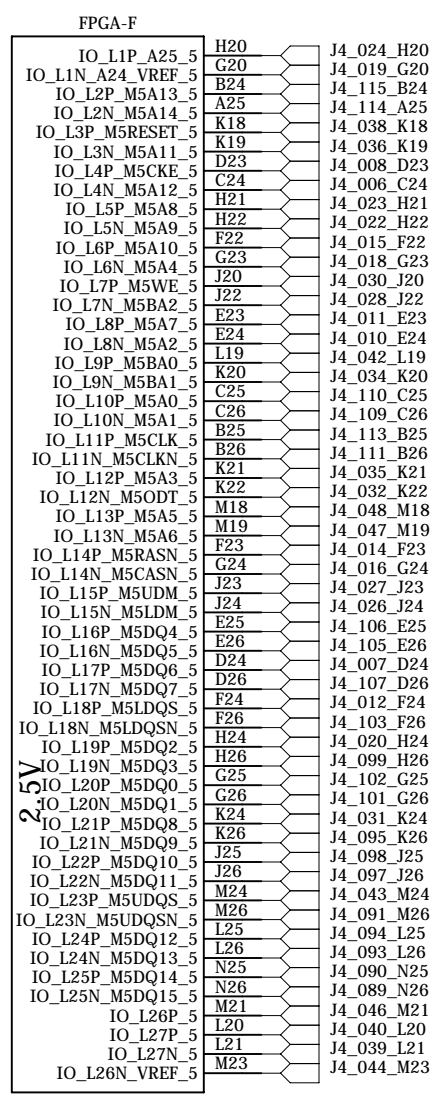 FPGA-F
IO_L1P_A25_5 H20 J4_024_H20
IO_L1N_A24_VREF_5 G20 J4_019_G20
IO_L2P_M5A13_5 B24 J4_115_B24
IO_L2N_M5A14_5 A25 J4_114_A25
IO_L3P_M5RESET_5 K18 J4_038_K18
IO_L3N_M5A11_5 K19 J4_036_K19
IO_L4P_M5CKE_5 D23 J4_008_D23
IO_L4N_M5A12_5 C24 J4_006_C24
IO_L5P_M5A8_5 H21 J4_023_H21
IO_L5N_M5A9_5 H22 J4_022_H22
IO_L6P_M5A10_5 F22 J4_015_F22
IO_L6N_M5A4_5 G23 J4_018_G23
IO_L7P_M5WE_5 J20 J4_030_J20
IO_L7N_M5BA2_5 J22 J4_028_J22
IO_L8P_M5A7_5 E23 J4_011_E23
IO_L8N_M5A2_5 E24 J4_010_E24
IO_L9P_M5BA0_5 L19 J4_042_L19
IO_L9N_M5BA1_5 K20 J4_034_K20
IO_L10P_M5A0_5 C25 J4_110_C25
IO_L10N_M5A1_5 C26 J4_109_C26
IO_L11P_M5CLK_5 B25 J4_113_B25
IO_L11N_M5CLKN_5 B26 J4_111_B26
IO_L12P_M5A3_5 K21 J4_035_K21
IO_L12N_M5ODT_5 K22 J4_032_K22
IO_L13P_M5A5_5 M18 J4_048_M18
IO_L13N_M5A6_5 M19 J4_047_M19
IO_L14P_M5RASN_5 F23 J4_014_F23
IO_L14N_M5CASN_5 G24 J4_016_G24
IO_L15P_M5UDM_5 J23 J4_027_J23
IO_L15N_M5LDM_5 J24 J4_026_J24
IO_L16P_M5DQ4_5 E25 J4_106_E25
IO_L16N_M5DQ5_5 E26 J4_105_E26
IO_L17P_M5DQ6_5 D24 J4_007_D24
IO_L17N_M5DQ7_5 D26 J4_107_D26
IO_L18P_M5LDQS_5 F24 J4_012_F24
IO_L18N_M5LDQSN_5 F26 J4_103_F26
IO_L19P_M5DQ2_5 H24 J4_020_H24
IO_L19N_M5DQ3_5 H26 J4_099_H26
IO_L20P_M5DQ0_5 G25 J4_102_G25
IO_L20N_M5DQ1_5 G26 J4_101_G26
IO_L21P_M5DQ8_5 K24 J4_031_K24
IO_L21N_M5DQ9_5 K26 J4_095_K26
IO_L22P_M5DQ10_5 J25 J4_098_J25
IO_L22N_M5DQ11_5 J26 J4_097_J26
IO_L23P_M5UDQS_5 M24 J4_043_M24
IO_L23N_M5UDQSN_5 M26 J4_091_M26
IO_L24P_M5DQ12_5 L25 J4_094_L25
IO_L24N_M5DQ13_5 L26 J4_093_L26
IO_L25P_M5DQ14_5 N25 J4_090_N25
IO_L25N_M5DQ15_5 N26 J4_089_N26
IO_L26P_5 M21 J4_046_M21
IO_L27P_5 L20 J4_040_L20
IO_L27N_5 L21 J4_039_L21
IO_L26N_VREF_5 M23 J4_044_M23
2.5V